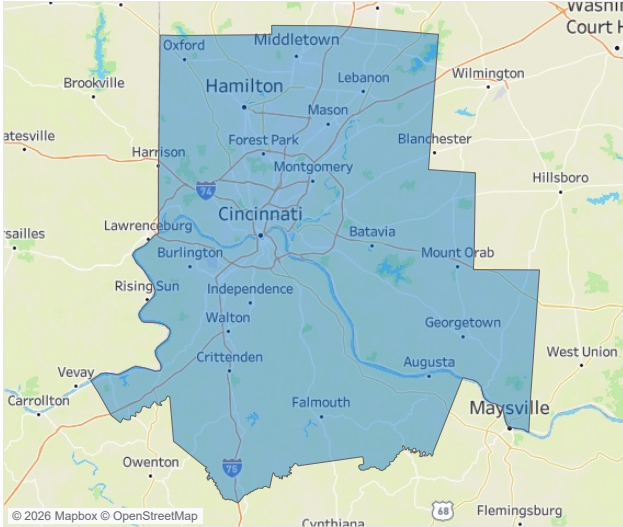 Washin
Court H
Oxford
Middletown
Brookville
Hamilton
Lebanon
Wilmington
Mason
atesville
Harrison
Forest Park
Blanchester
Montgomery
74
Hillsboro
Cincinnati
Lawrenceburg
Batavia
rsailles
Burlington
Mount Orab
Rising Sun
Independence
Walton
Georgetown
Crittenden
West Union
Vevay
Augusta
Carrollton
Falmouth
Maysville
Owenton
75
68
Flemingsburg
Cynthiana
© 2026 Mapbox © OpenStreetMap